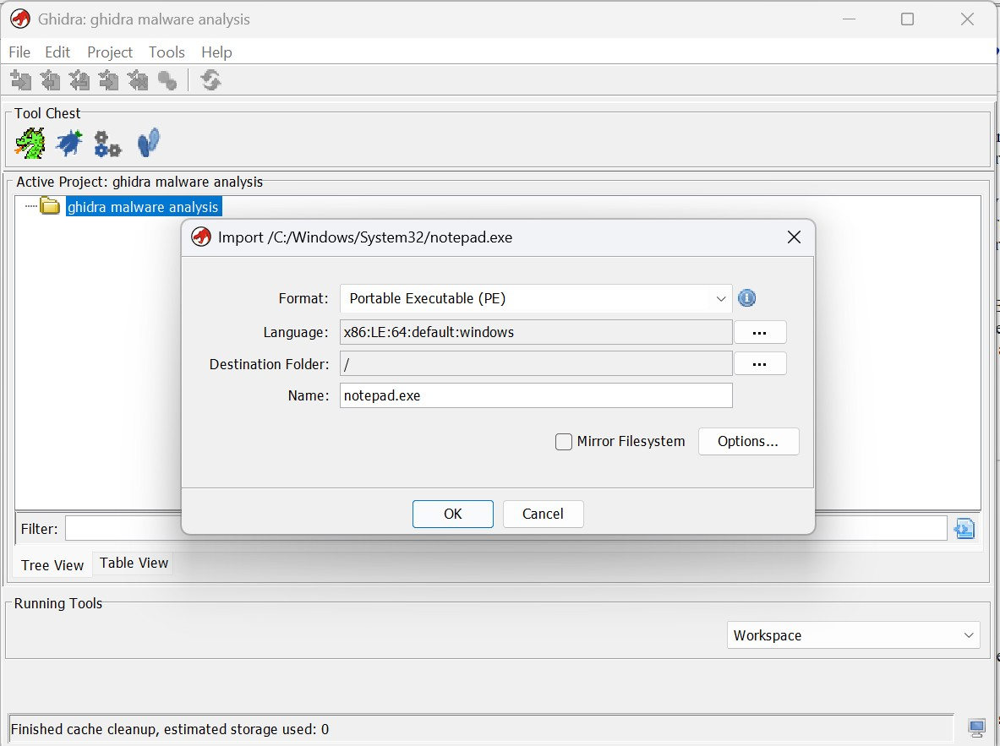 Ghidra: ghidra malware analysis
File Edit Project Tools Help
Tool Chest
Active Project: ghidra malware analysis
ghidra malware analysis
Import /C:/Windows/System32/notepad.exe
Format: Portable Executable (PE)
Language: x86:LE:64:default:windows ...
Destination Folder: / ...
Name: notepad.exe
Mirror Filesystem Options...
OK Cancel
Filter:
Tree View Table View
Running Tools
Workspace
Finished cache cleanup, estimated storage used: 0